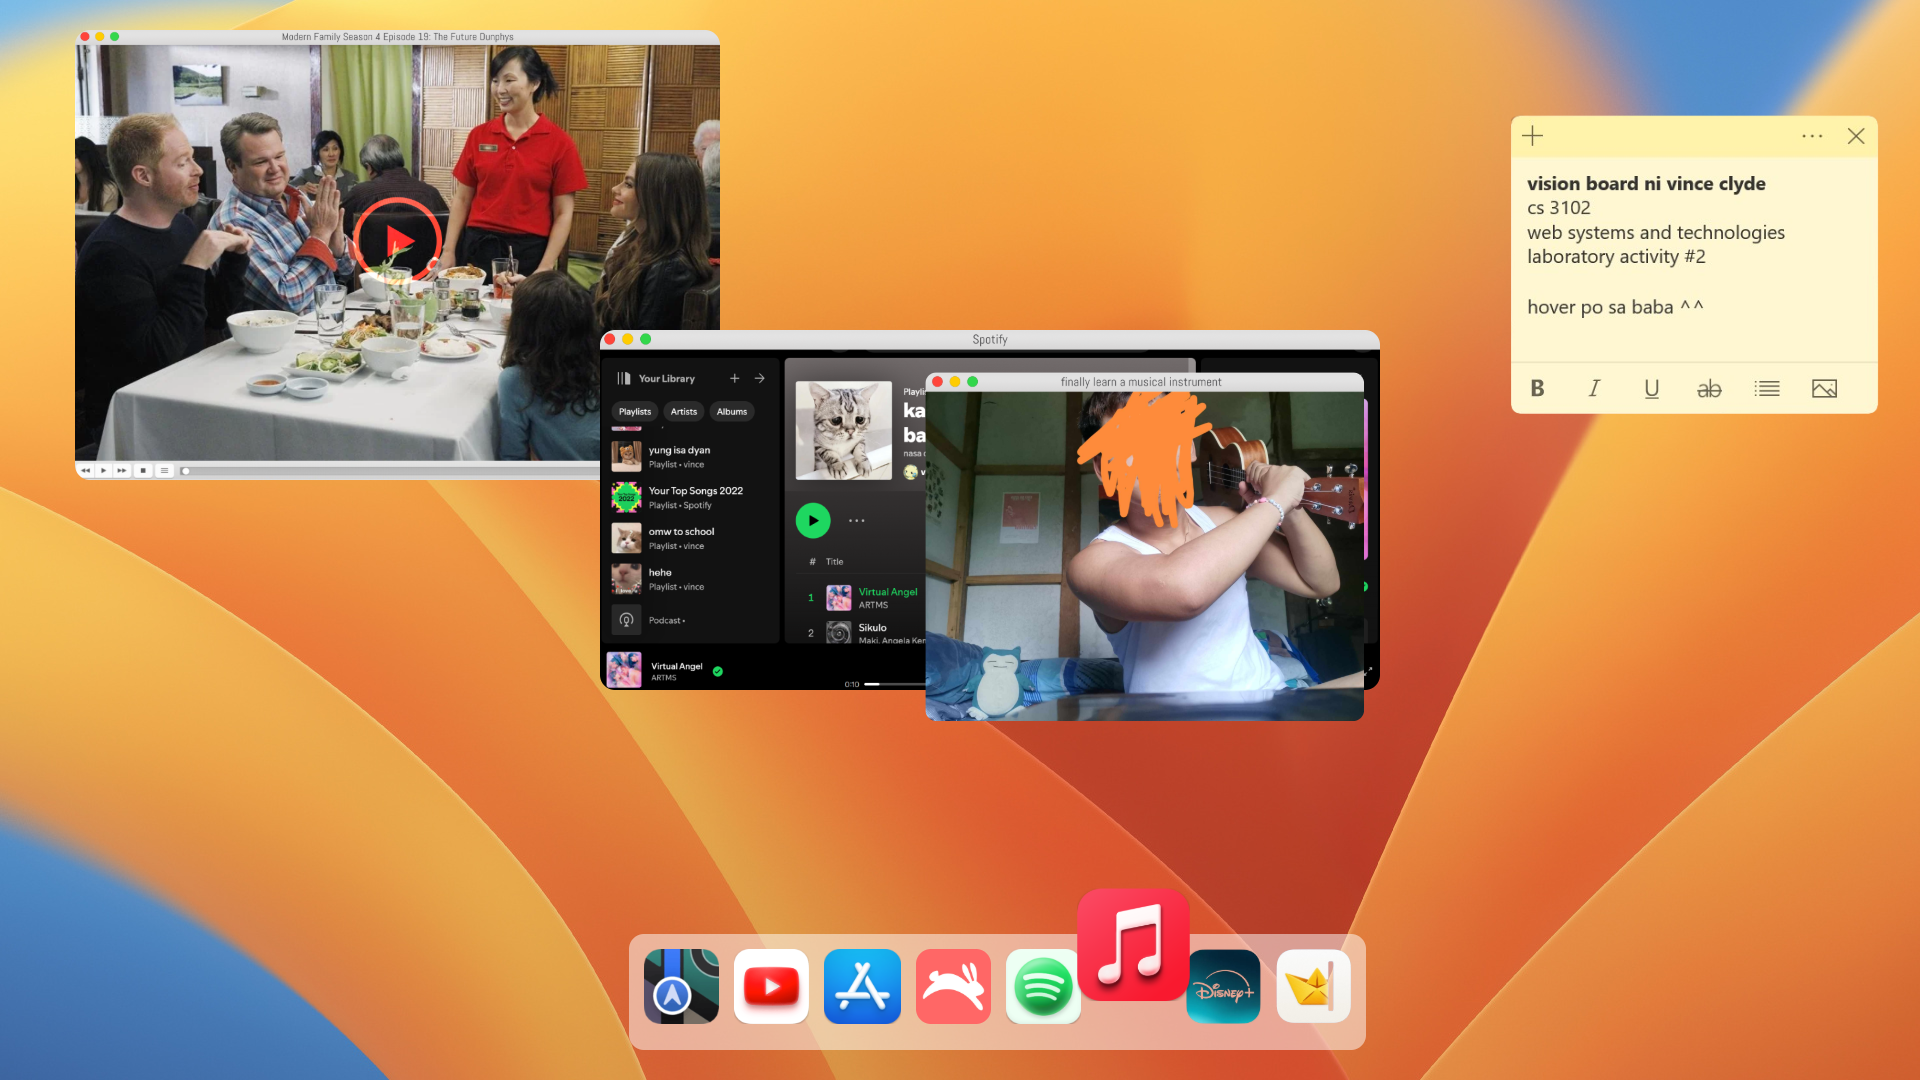 Modern Family Season 4 Episode 19: The Future Dunphys
vision board ni vince clyde
cs 3102
web systems and technologies
laboratory activity #2
hover po sa baba ^^
B I U ab
Spotify
Your Library
Playlists Artists Albums
yung isa dyan
Playlist • vince
Your Top Songs 2022
Playlist • Spotify
omw to school
Playlist • vince
hehe
Playlist • vince
Podcast •
Virtual Angel
ARTMS
ka
ba
# Title
1 Virtual Angel
ARTMS
2 Sikulo
Maki, Angela Ken
0:10
finally learn a musical instrument
Disney+